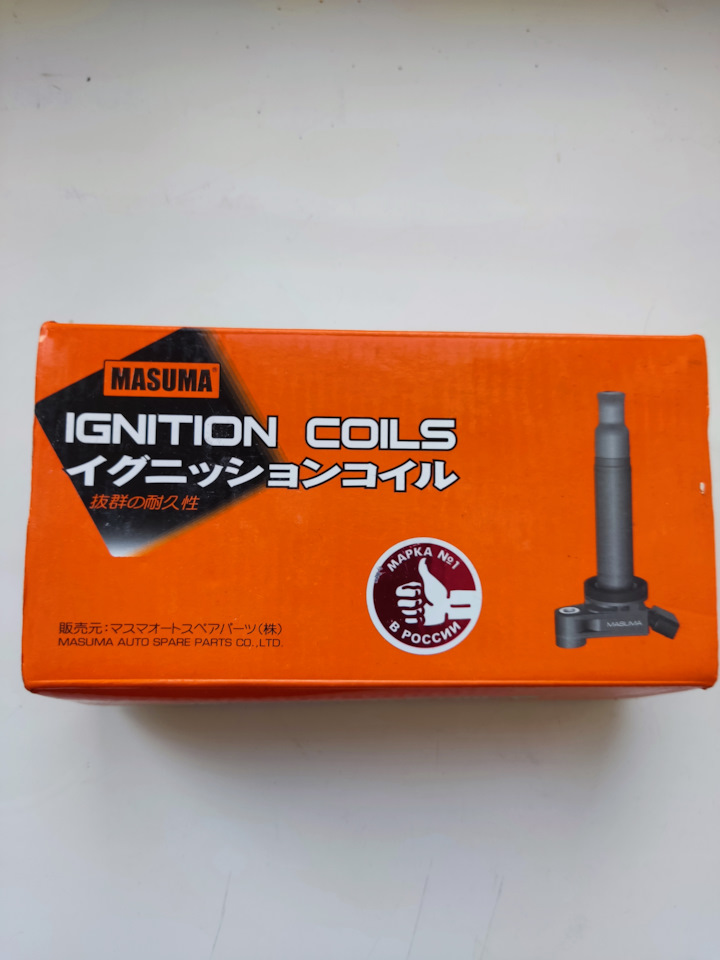 MASUMA®
IGNITION COILS
イグニッションコイル
抜群の耐久性
МАРКА №1
В РОССИИ
MASUMA
販売元:マスマオートスペアパーツ(株)
MASUMA AUTO SPARE PARTS CO.,LTD.